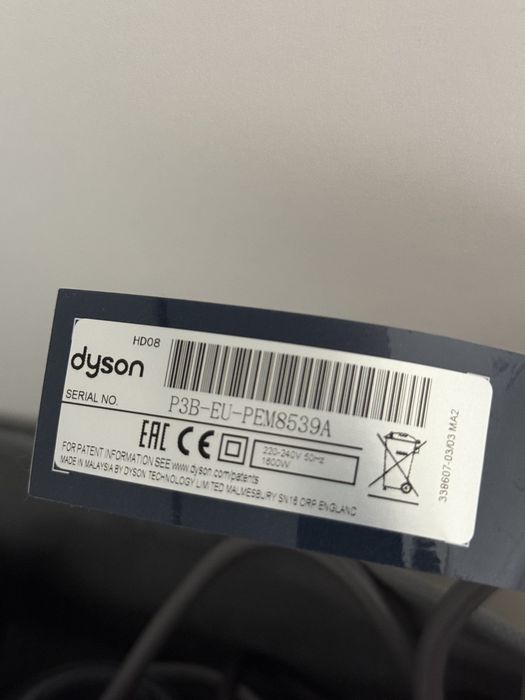 HD08
dyson
SERIAL NO.
P3B-EU-PEM8539A
EAC CE
220-240V 50Hz
1600W
FOR PATENT INFORMATION SEE www.dyson.com/patents
MADE IN MALAYSIA BY DYSON TECHNOLOGY LIMITED MALMESBURY SN16 ORP ENGLAND
338607-03/03 MA2